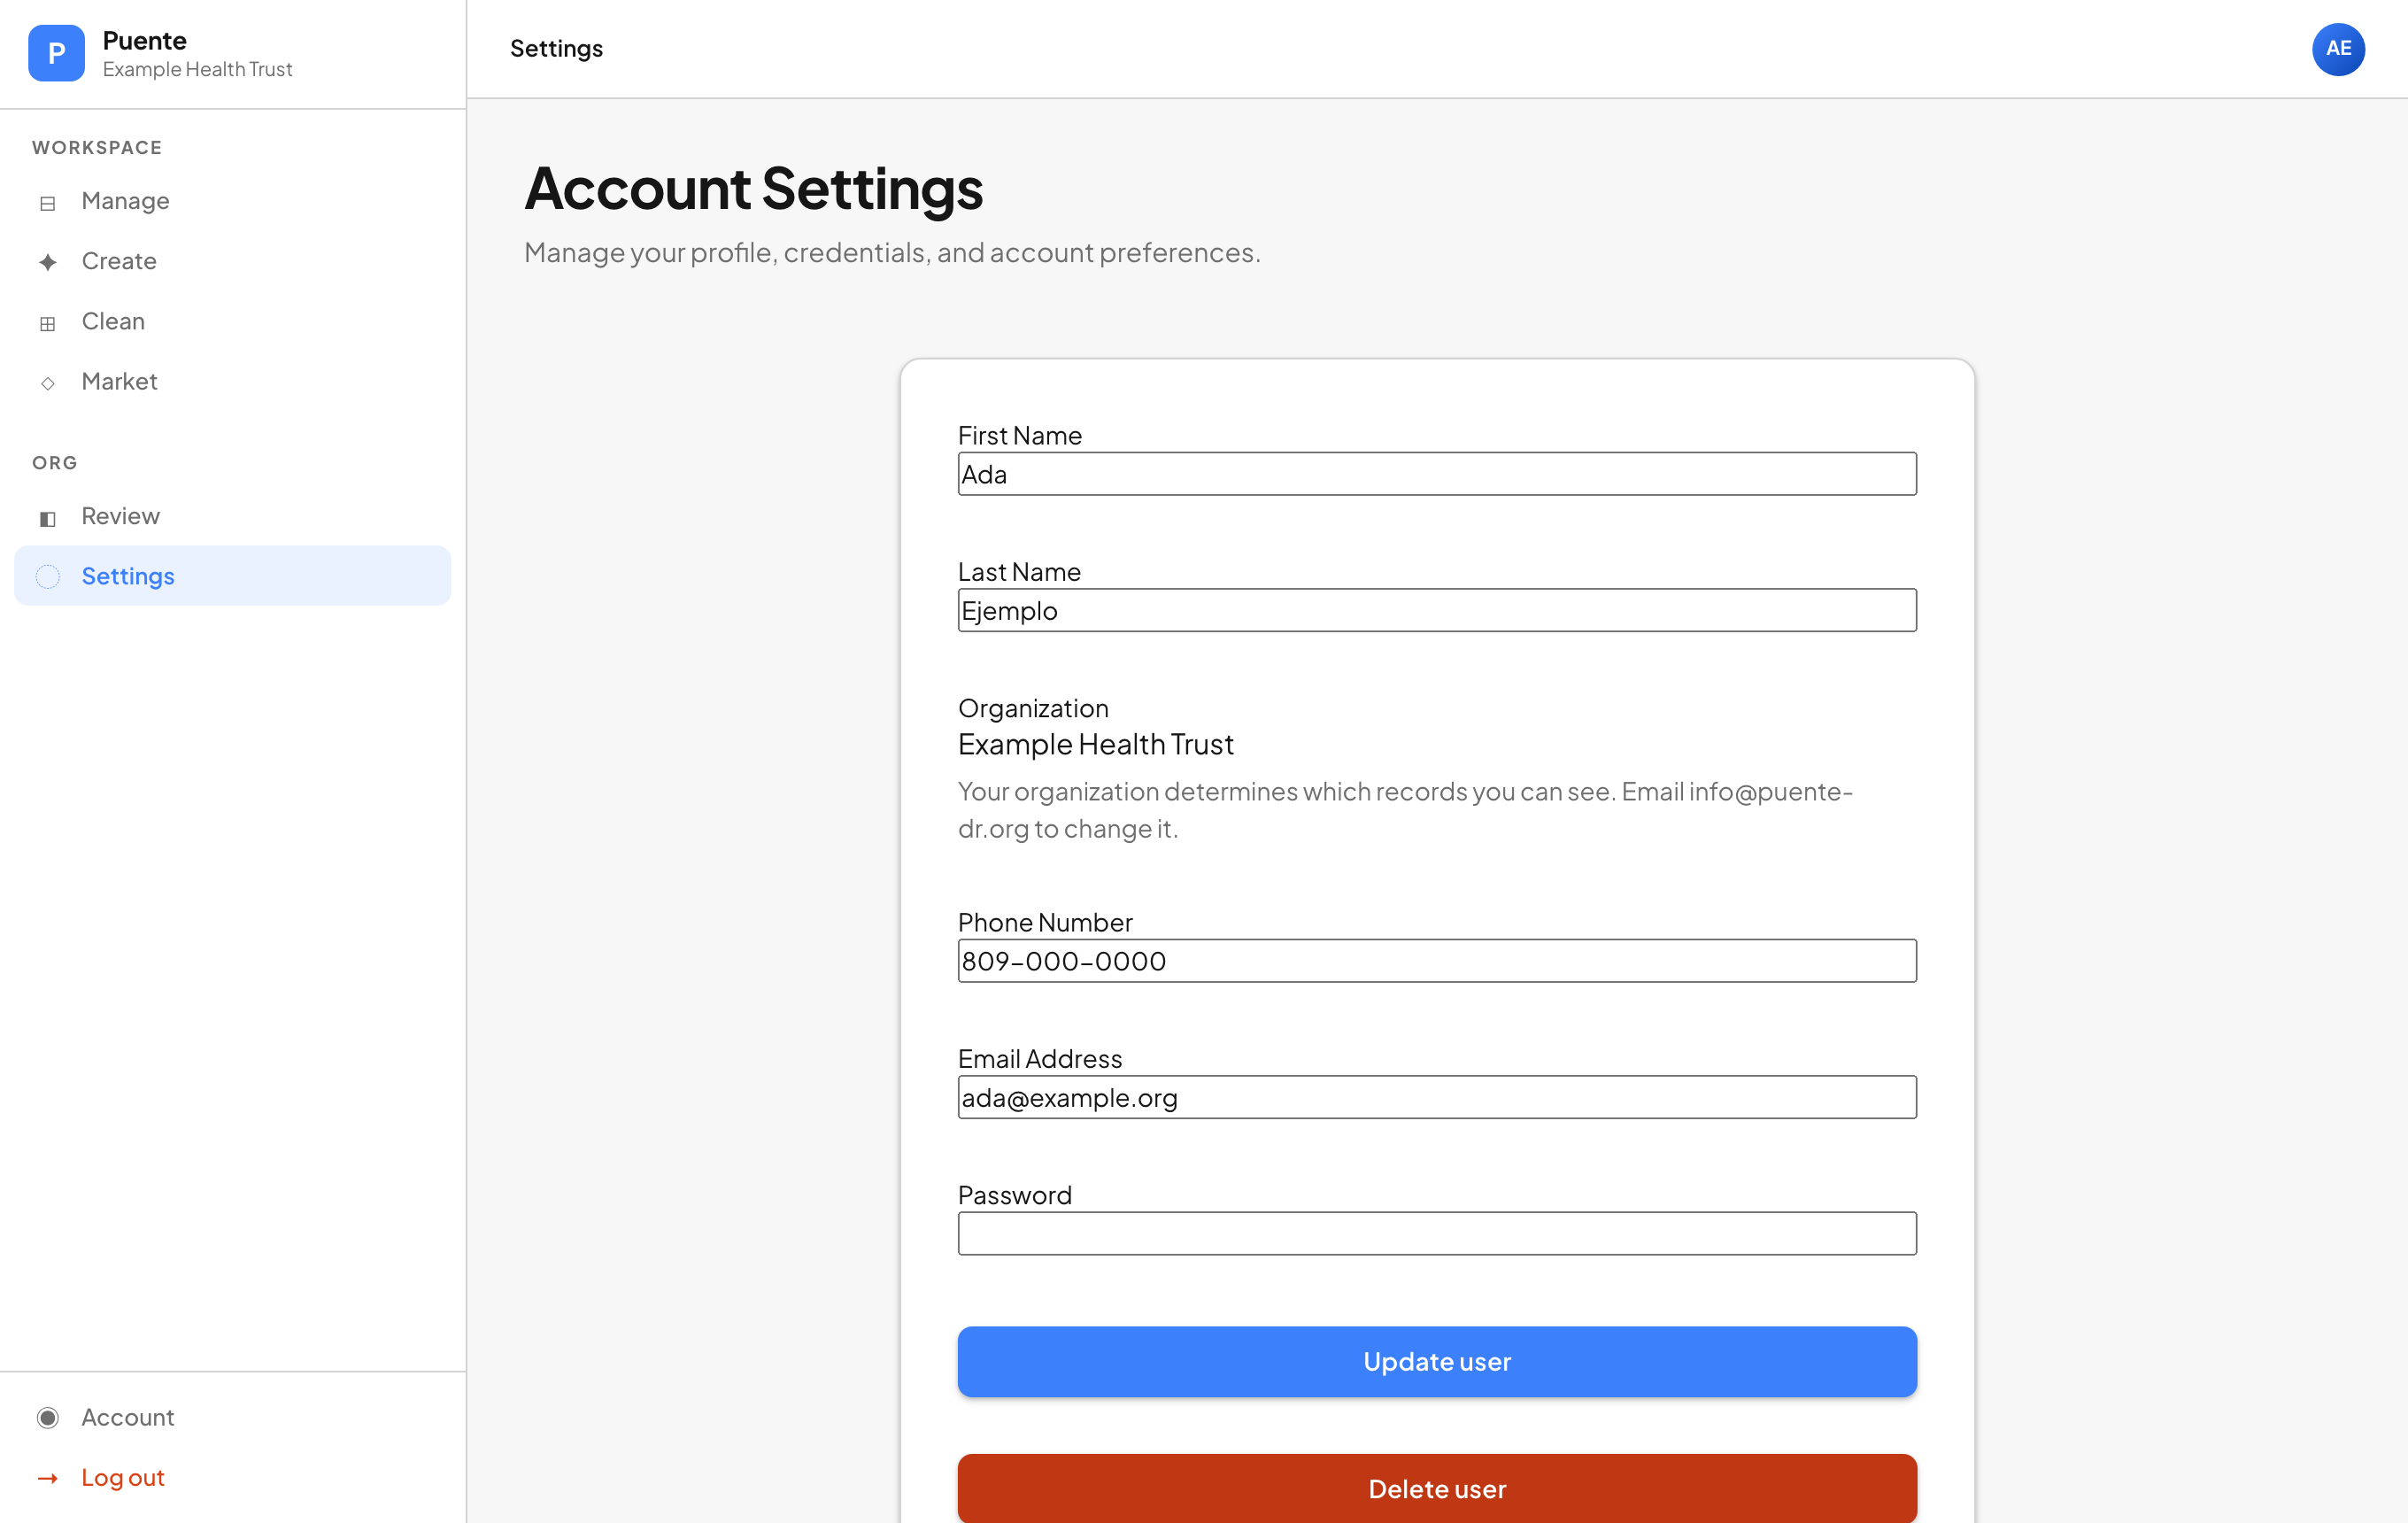 P
Puente
Example Health Trust
WORKSPACE
Manage
Create
Clean
Market
ORG
Review
Settings
Account
Log out
Settings
AE
Account Settings
Manage your profile, credentials, and account preferences.
First Name
Ada
Last Name
Ejemplo
Organization
Example Health Trust
Your organization determines which records you can see. Email info@puente-
dr.org to change it.
Phone Number
809-000-0000
Email Address
ada@example.org
Password
Update user
Delete user